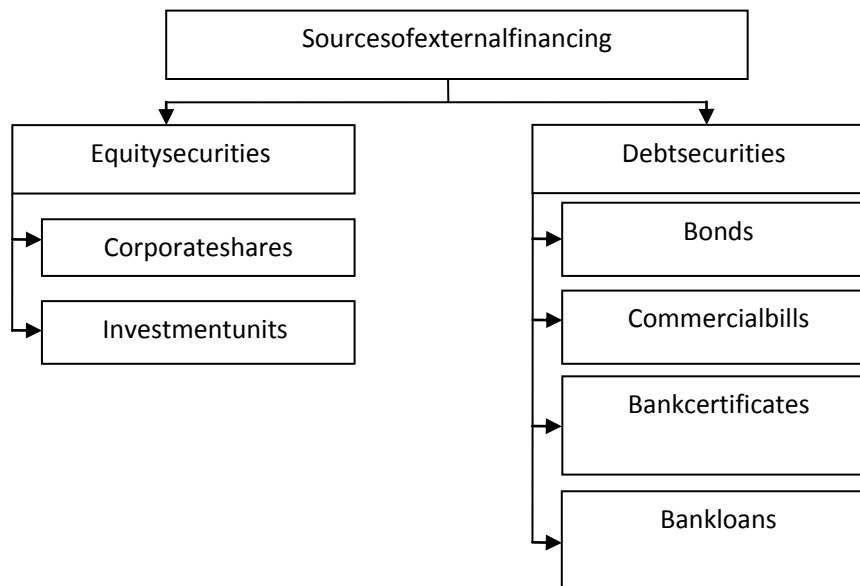 Sourcesofexternalfinancing
Equitysecurities
Corporateshares
Investmentunits
Debtsecurities
Bonds
Commercialbills
Bankcertificates
Bankloans